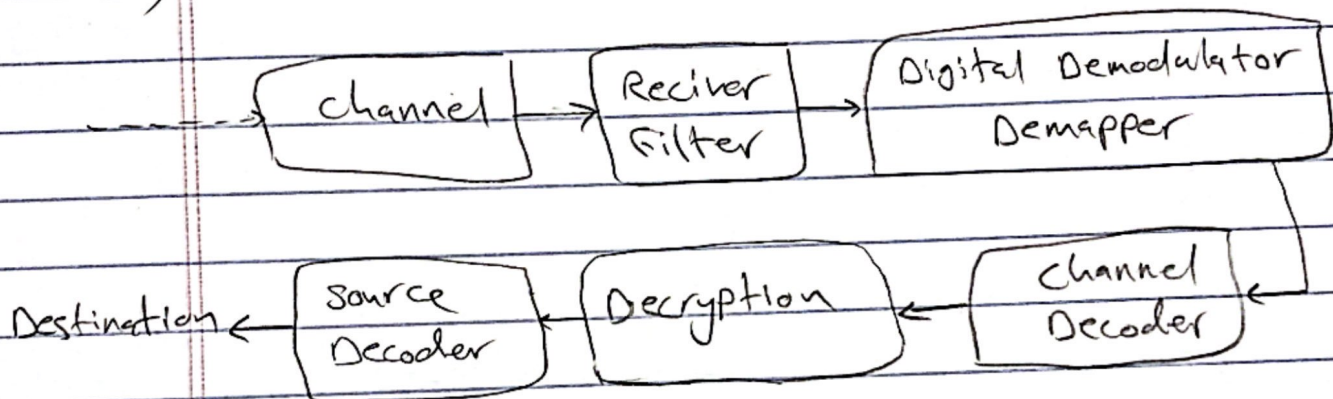 channel
Reciver
Filter
Digital Demodulator
Demapper
Channel
Decoder
Decryption
Source
Decoder
Destination